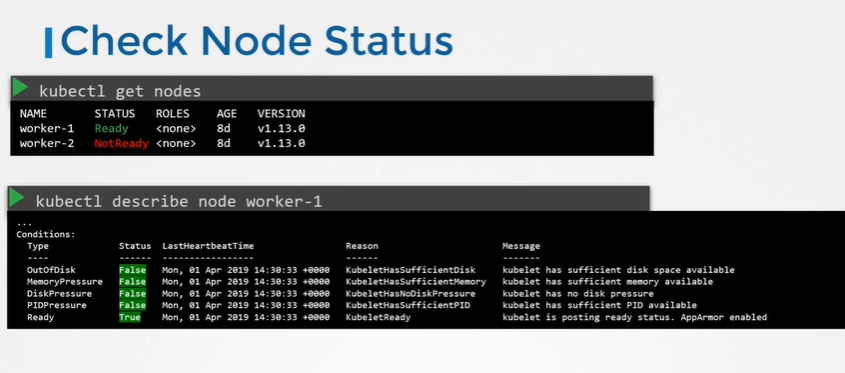 Check Node Status
kubectl get nodes
NAME STATUS ROLES AGE VERSION
worker-1 Ready <none> 8d v1.13.0
worker-2 NotReady <none> 8d v1.13.0
kubectl describe node worker-1
...
Conditions:
Type Status LastHeartbeatTime Reason Message
---- ------ ----------------- ------ -------
OutOfDisk False Mon, 01 Apr 2019 14:30:33 +0000 KubeletHasSufficientDisk kubelet has sufficient disk space available
MemoryPressure False Mon, 01 Apr 2019 14:30:33 +0000 KubeletHasSufficientMemory kubelet has sufficient memory available
DiskPressure False Mon, 01 Apr 2019 14:30:33 +0000 KubeletHasNoDiskPressure kubelet has no disk pressure
PIDPressure False Mon, 01 Apr 2019 14:30:33 +0000 KubeletHasSufficientPID kubelet has sufficient PID available
Ready True Mon, 01 Apr 2019 14:30:33 +0000 KubeletReady kubelet is posting ready status. AppArmor enabled